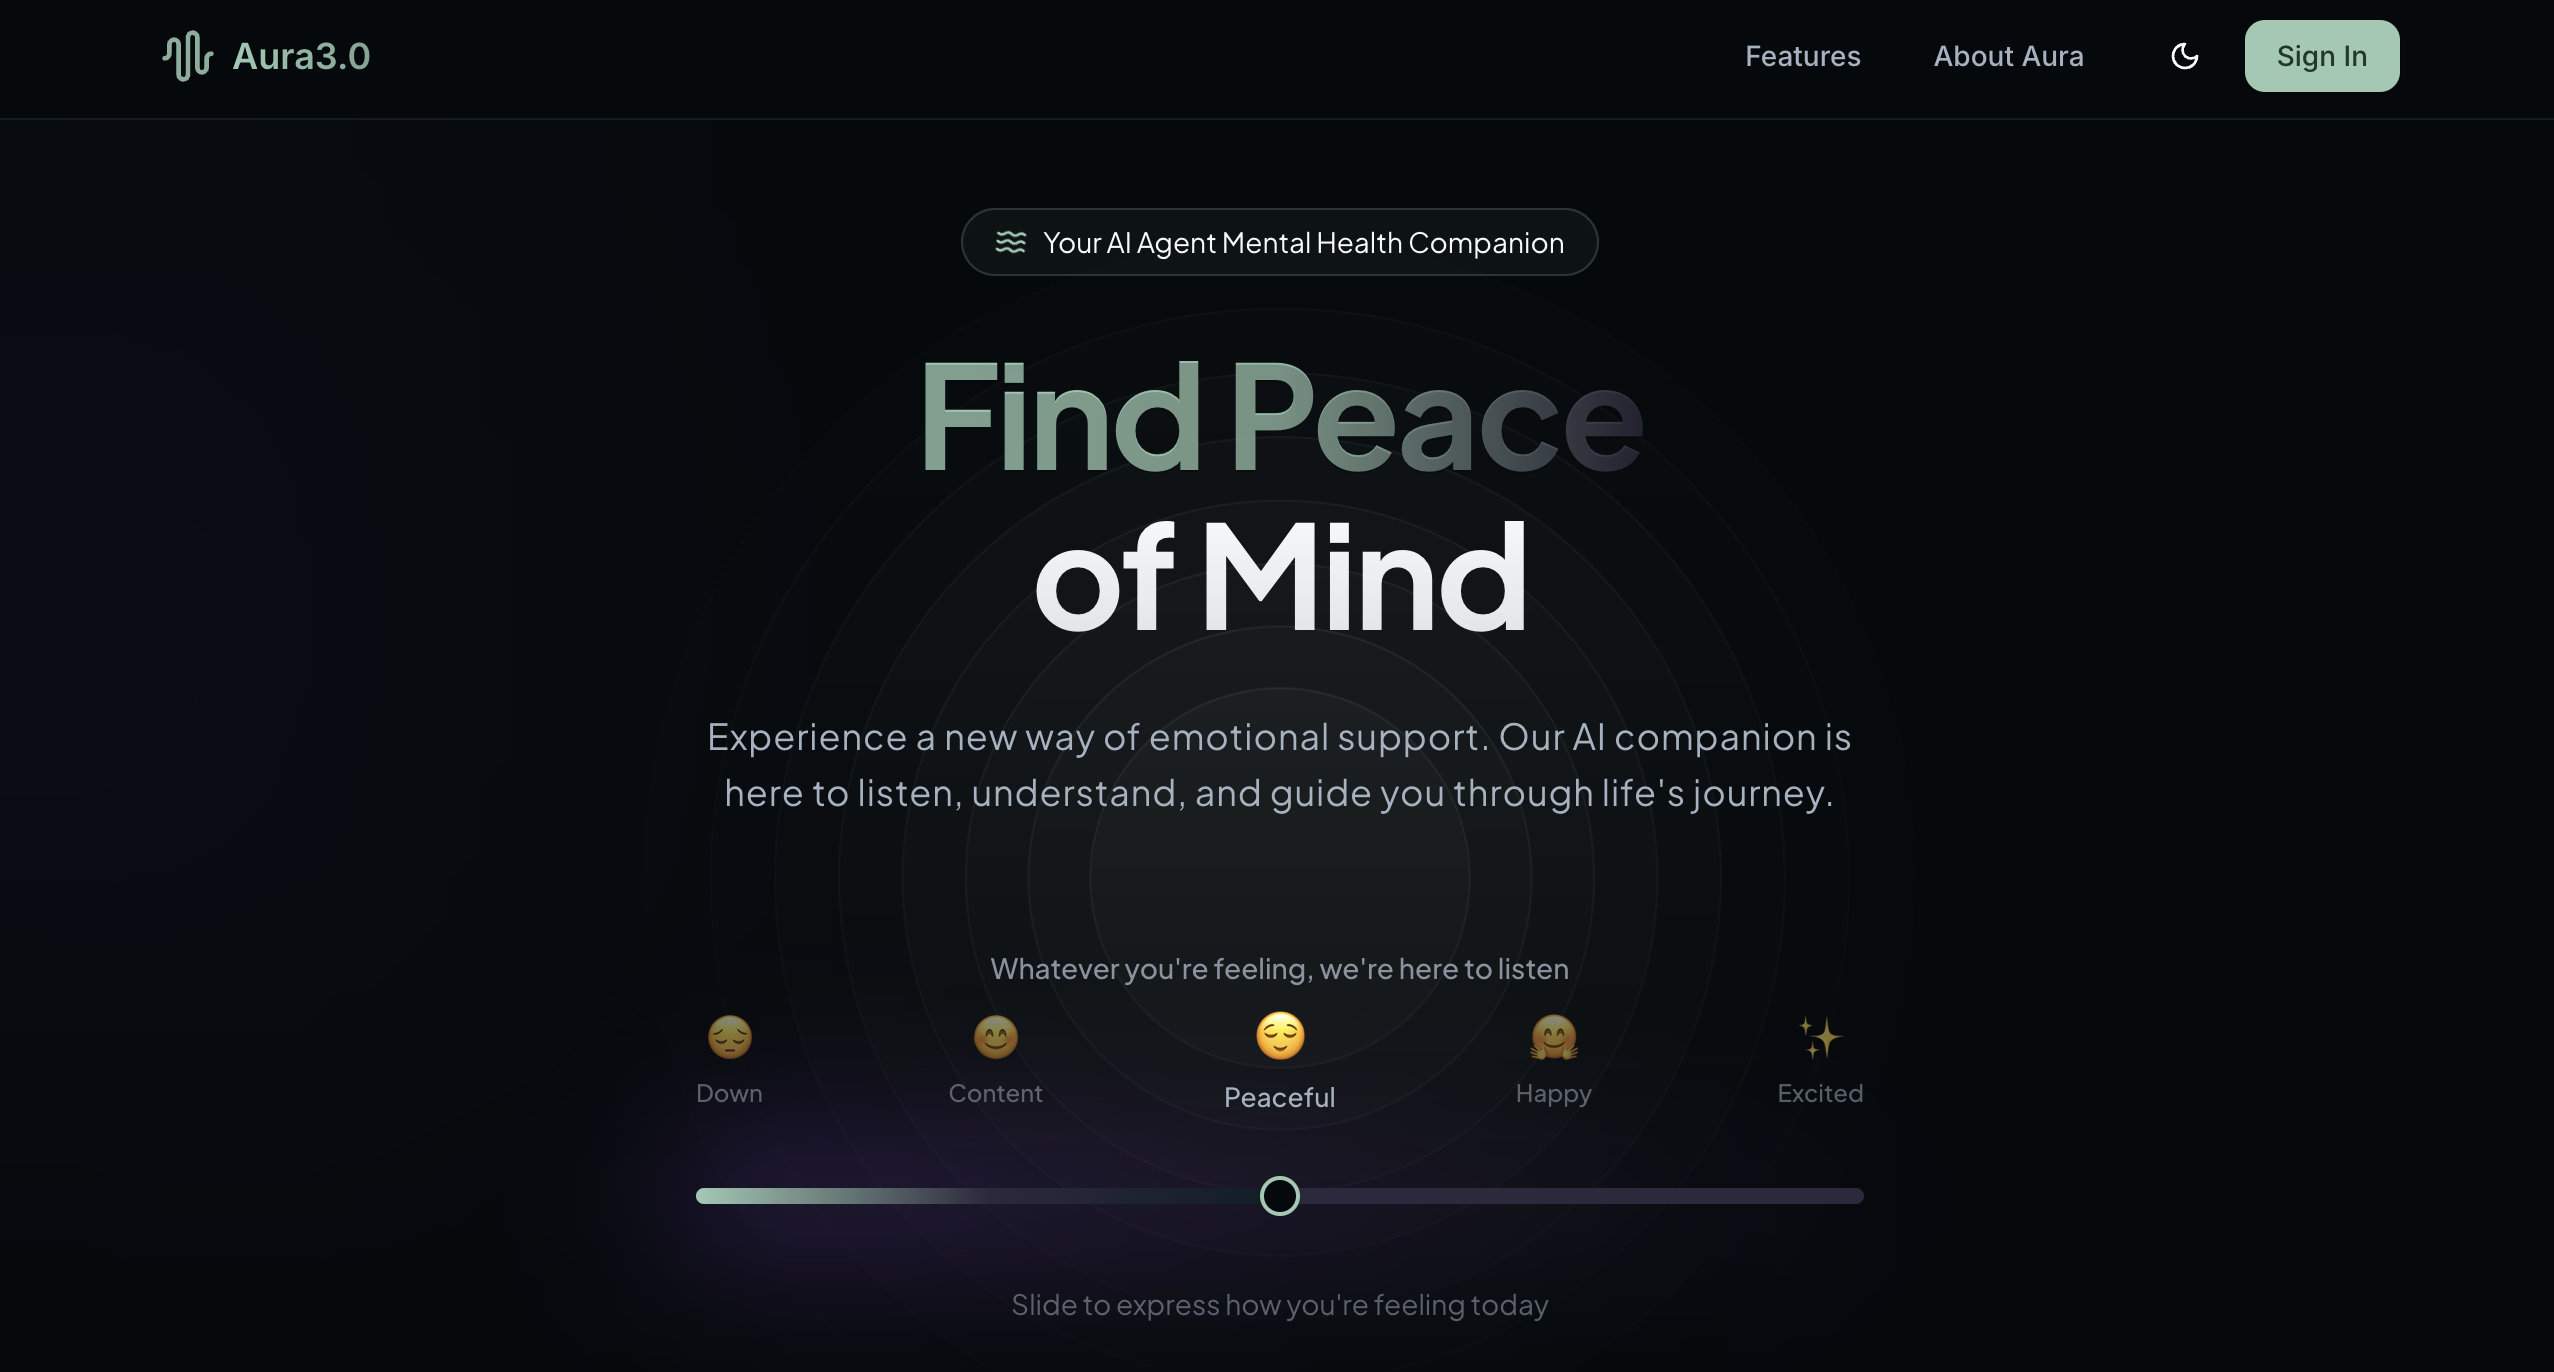 Aura3.0
Features
About Aura
Sign In
Your AI Agent Mental Health Companion
Find Peace
of Mind
Experience a new way of emotional support. Our AI companion is
here to listen, understand, and guide you through life's journey.
Whatever you're feeling, we're here to listen
Down
Content
Peaceful
Happy
Excited
Slide to express how you're feeling today